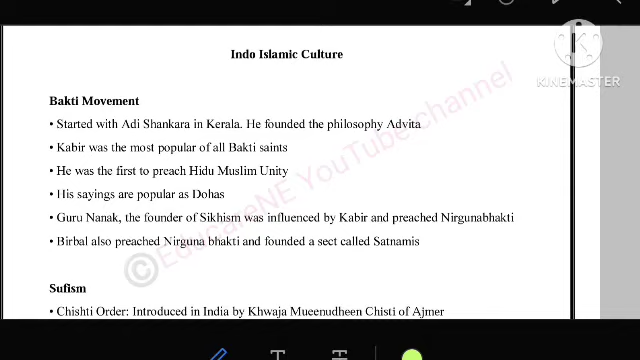 Indo Islamic Culture
KINEMASTER
Bakti Movement
• Started with Adi Shankara in Kerala. He founded the philosophy Advita
• Kabir was the most popular of all Bakti saints
• He was the first to preach Hidu Muslim Unity
• His sayings are popular as Dohas
• Guru Nanak, the founder of Sikhism was influenced by Kabir and preached Nirgunabhakti
• Birbal also preached Nirguna bhakti and founded a sect called Satnamis
©EducareNE YouTube channel
Sufism
• Chishti Order: Introduced in India by Khwaja Mueenudheen Chisti of Ajmer